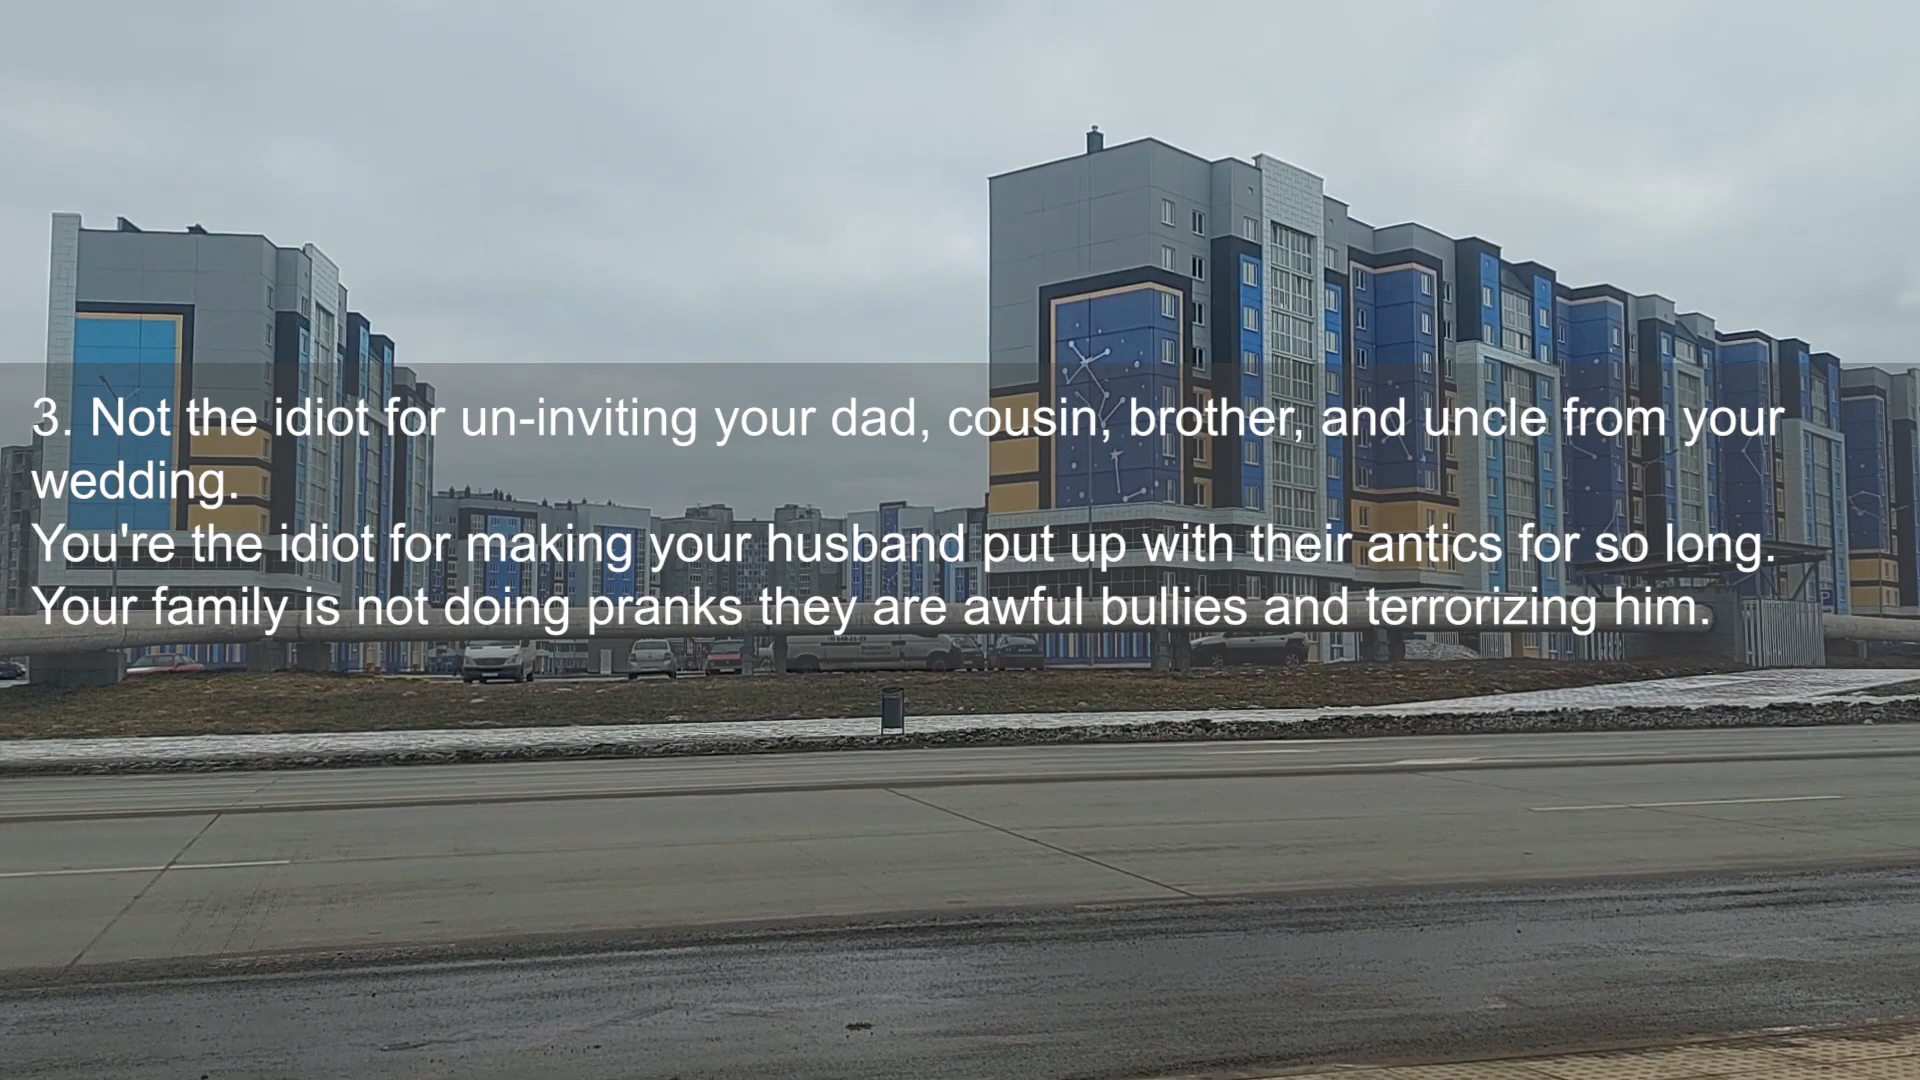 3. Not the idiot for un-inviting your dad, cousin, brother, and uncle from your
wedding.
You're the idiot for making your husband put up with their antics for so long.
Your family is not doing pranks they are awful bullies and terrorizing him.